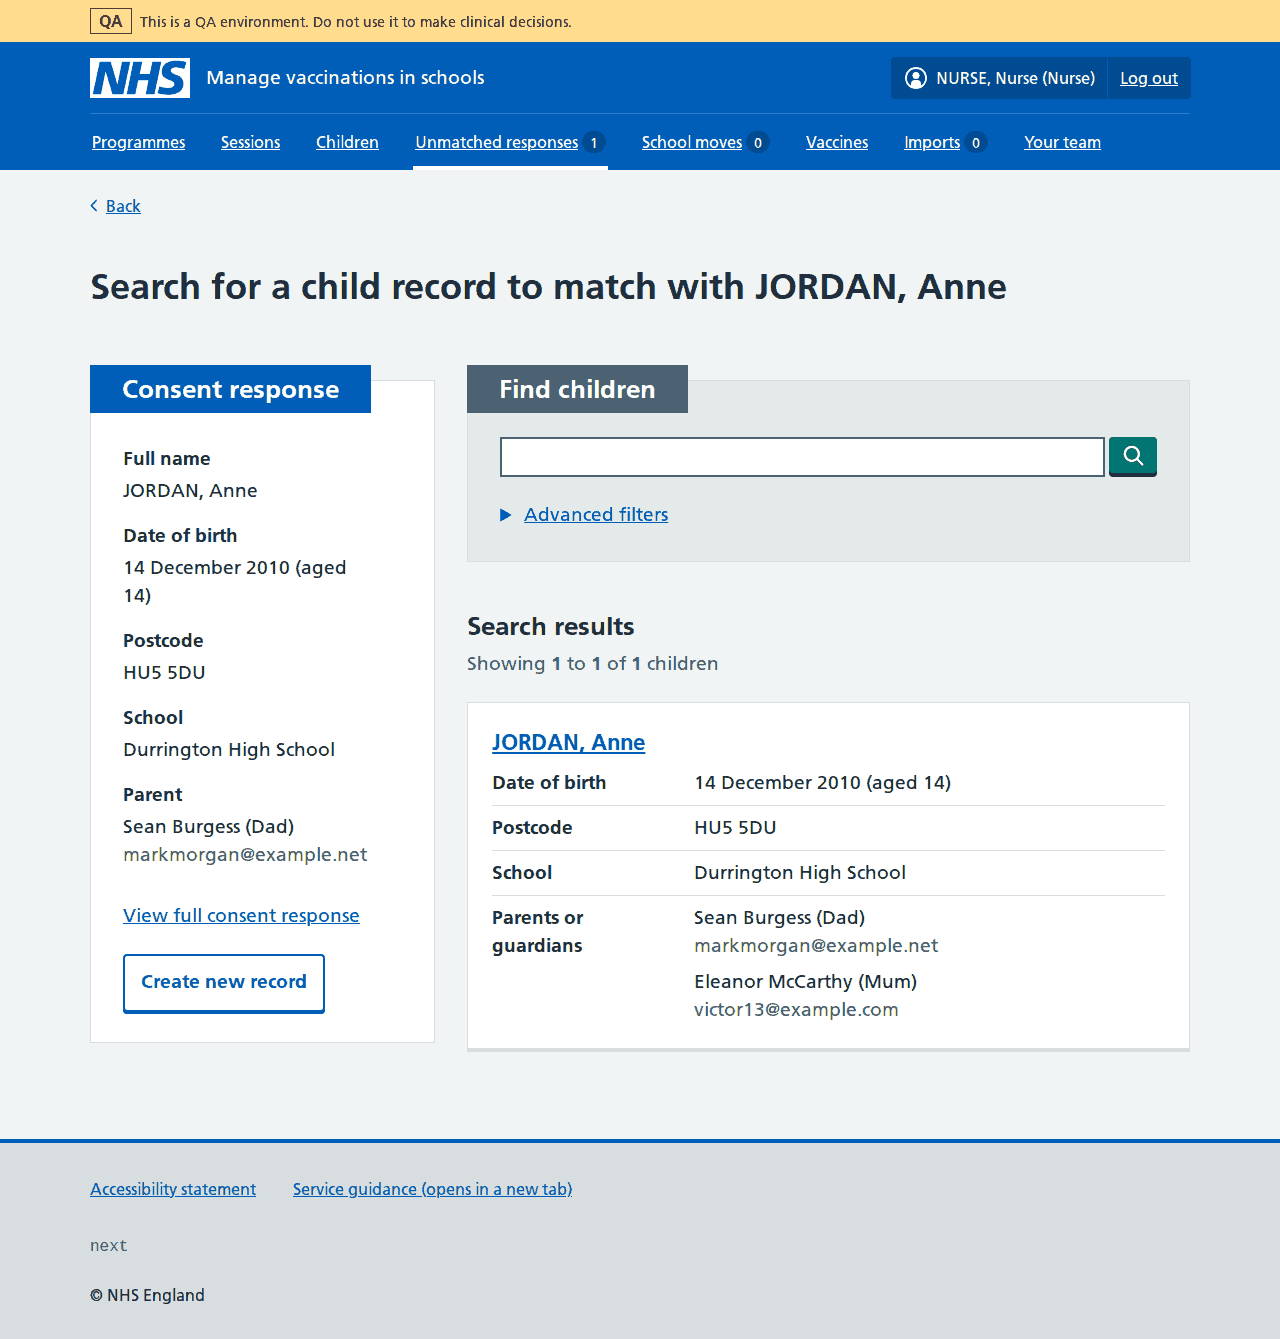 QA This is a QA environment. Do not use it to make clinical decisions.
NHS Manage vaccinations in schools NURSE, Nurse (Nurse) Log out
Programmes Sessions Children Unmatched responses 1 School moves 0 Vaccines Imports 0 Your team
Back
Search for a child record to match with JORDAN, Anne
Consent response
Full name
JORDAN, Anne
Date of birth
14 December 2010 (aged
14)
Postcode
HU5 5DU
School
Durrington High School
Parent
Sean Burgess (Dad)
markmorgan@example.net
View full consent response
Create new record
Find children
Advanced filters
Search results
Showing 1 to 1 of 1 children
JORDAN, Anne
Date of birth 14 December 2010 (aged 14)
Postcode HU5 5DU
School Durrington High School
Parents or Sean Burgess (Dad)
guardians markmorgan@example.net
Eleanor McCarthy (Mum)
victor13@example.com
Accessibility statement Service guidance (opens in a new tab)
next
© NHS England